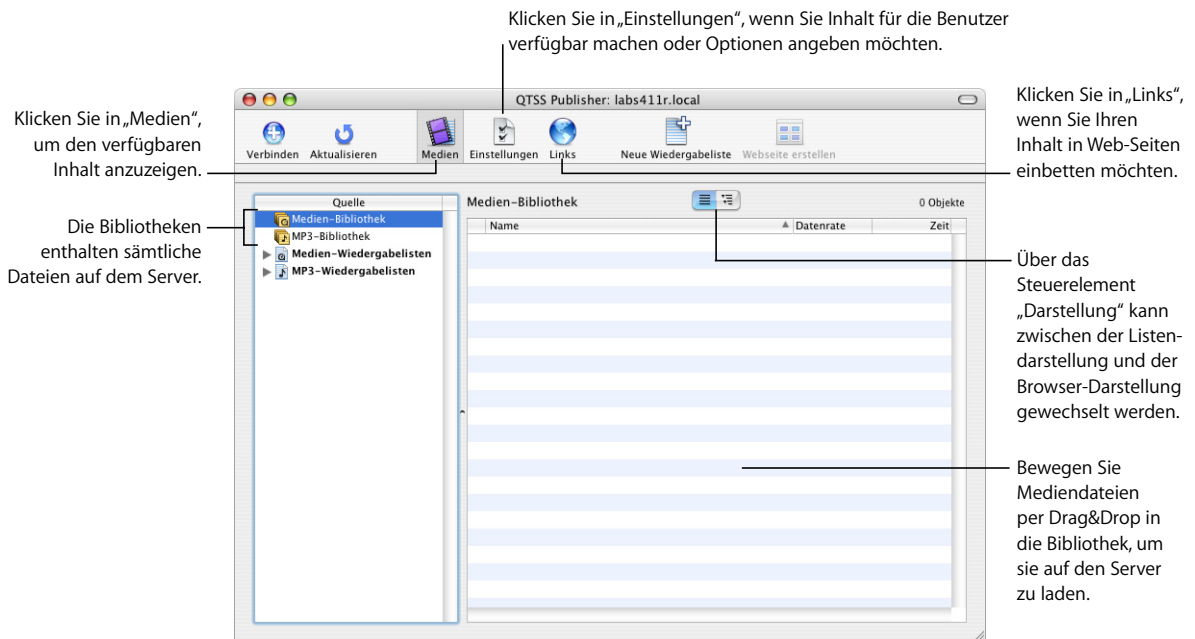 Klicken Sie in „Einstellungen“, wenn Sie Inhalt für die Benutzer
verfügbar machen oder Optionen angeben möchten.
Klicken Sie in „Medien“,
um den verfügbaren
Inhalt anzuzeigen.
Die Bibliotheken
enthalten sämtliche
Dateien auf dem Server.
QTSS Publisher: labs411r.local
Verbinden
Aktualisieren
Medien
Einstellungen
Links
Neue Wiedergabeliste
Webseite erstellen
Quelle
Medien-Bibliothek
MP3-Bibliothek
Medien-Wiedergabelisten
MP3-Wiedergabelisten
Medien-Bibliothek
0 Objekte
Name
Datenrate
Zeit
Klicken Sie in „Links“,
wenn Sie Ihren
Inhalt in Web-Seiten
einbetten möchten.
Über das
Steuerelement
„Darstellung“ kann
zwischen der Listen-
darstellung und der
Browser-Darstellung
gewechselt werden.
Bewegen Sie
Mediendateien
per Drag&Drop in
die Bibliothek, um
sie auf den Server
zu laden.